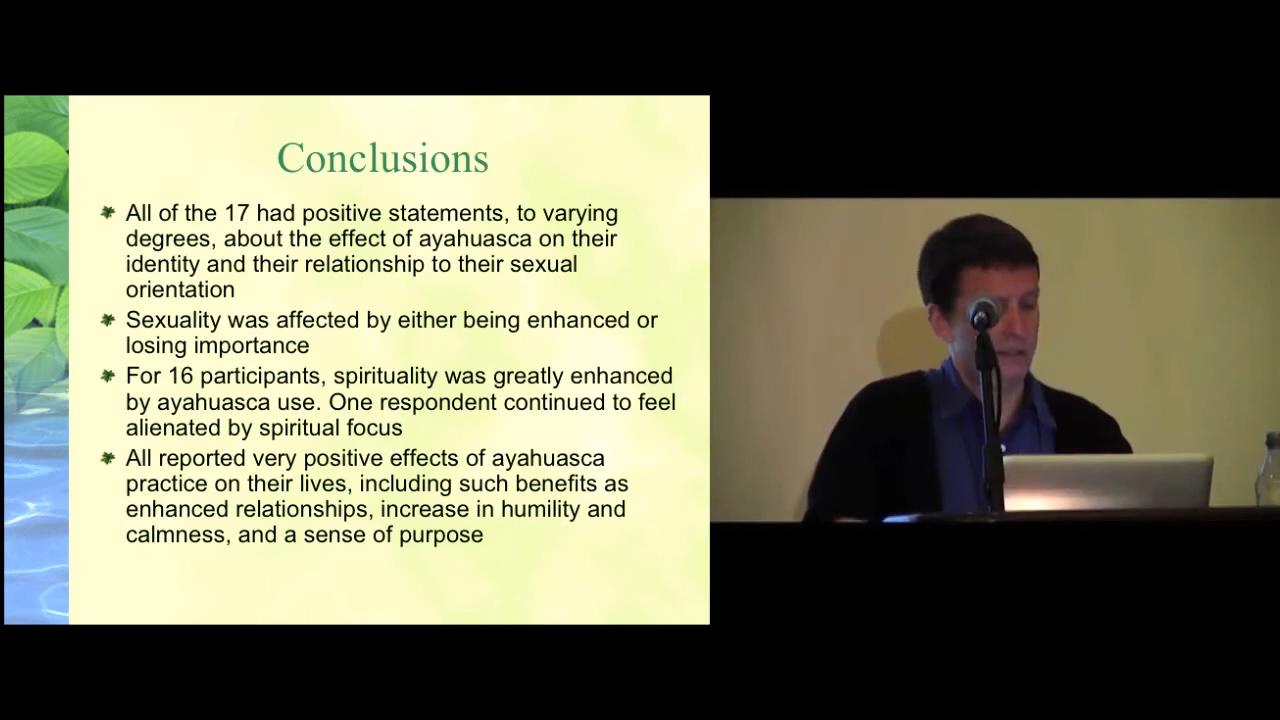 Conclusions
All of the 17 had positive statements, to varying
degrees, about the effect of ayahuasca on their
identity and their relationship to their sexual
orientation
Sexuality was affected by either being enhanced or
losing importance
For 16 participants, spirituality was greatly enhanced
by ayahuasca use. One respondent continued to feel
alienated by spiritual focus
All reported very positive effects of ayahuasca
practice on their lives, including such benefits as
enhanced relationships, increase in humility and
calmness, and a sense of purpose